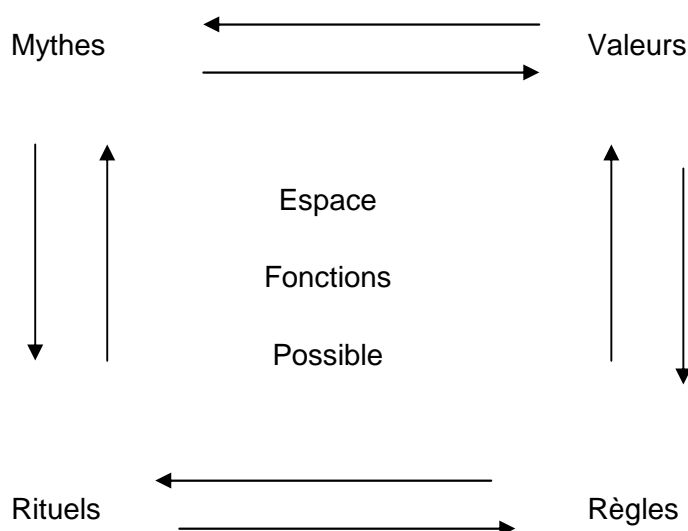 Mythes
Valeurs
Espace
Fonctions
Possible
Rituels
Règles